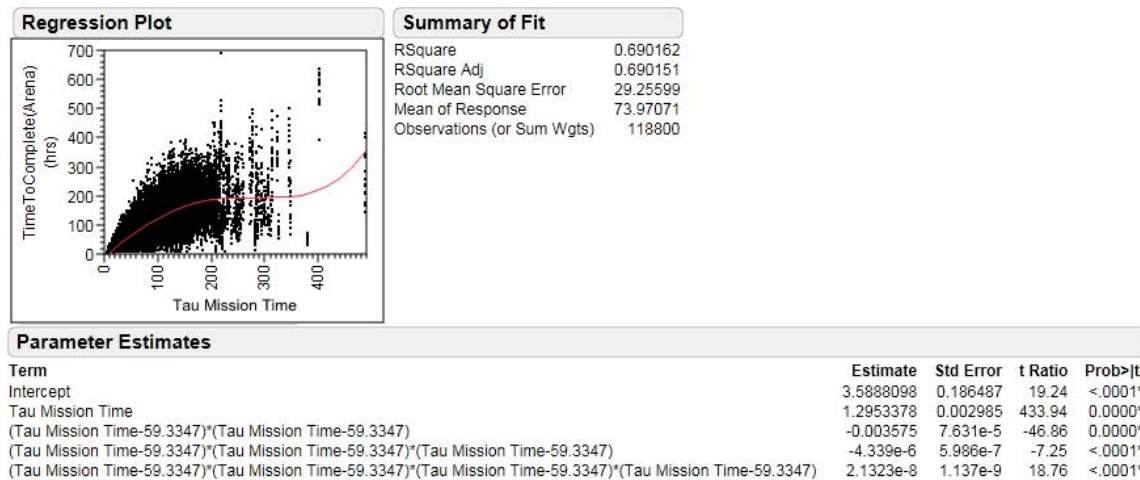 Regression Plot
TimeToComplete(Arena)
(hrs)
700
600
500
400
300
200
100
0
0 100 200 300 400
Tau Mission Time
Summary of Fit
RSquare 0.690162
RSquare Adj 0.690151
Root Mean Square Error 29.25599
Mean of Response 73.97071
Observations (or Sum Wgts) 118800
Parameter Estimates
Term Estimate Std Error t Ratio Prob>|t
Intercept 3.5888098 0.186487 19.24 <.0001*
Tau Mission Time 1.2953378 0.002985 433.94 0.0000*
(Tau Mission Time-59.3347)*(Tau Mission Time-59.3347) -0.003575 7.631e-5 -46.86 0.0000*
(Tau Mission Time-59.3347)*(Tau Mission Time-59.3347)*(Tau Mission Time-59.3347) -4.339e-6 5.986e-7 -7.25 <.0001*
(Tau Mission Time-59.3347)*(Tau Mission Time-59.3347)*(Tau Mission Time-59.3347)*(Tau Mission Time-59.3347) 2.1323e-8 1.137e-9 18.76 <.0001*